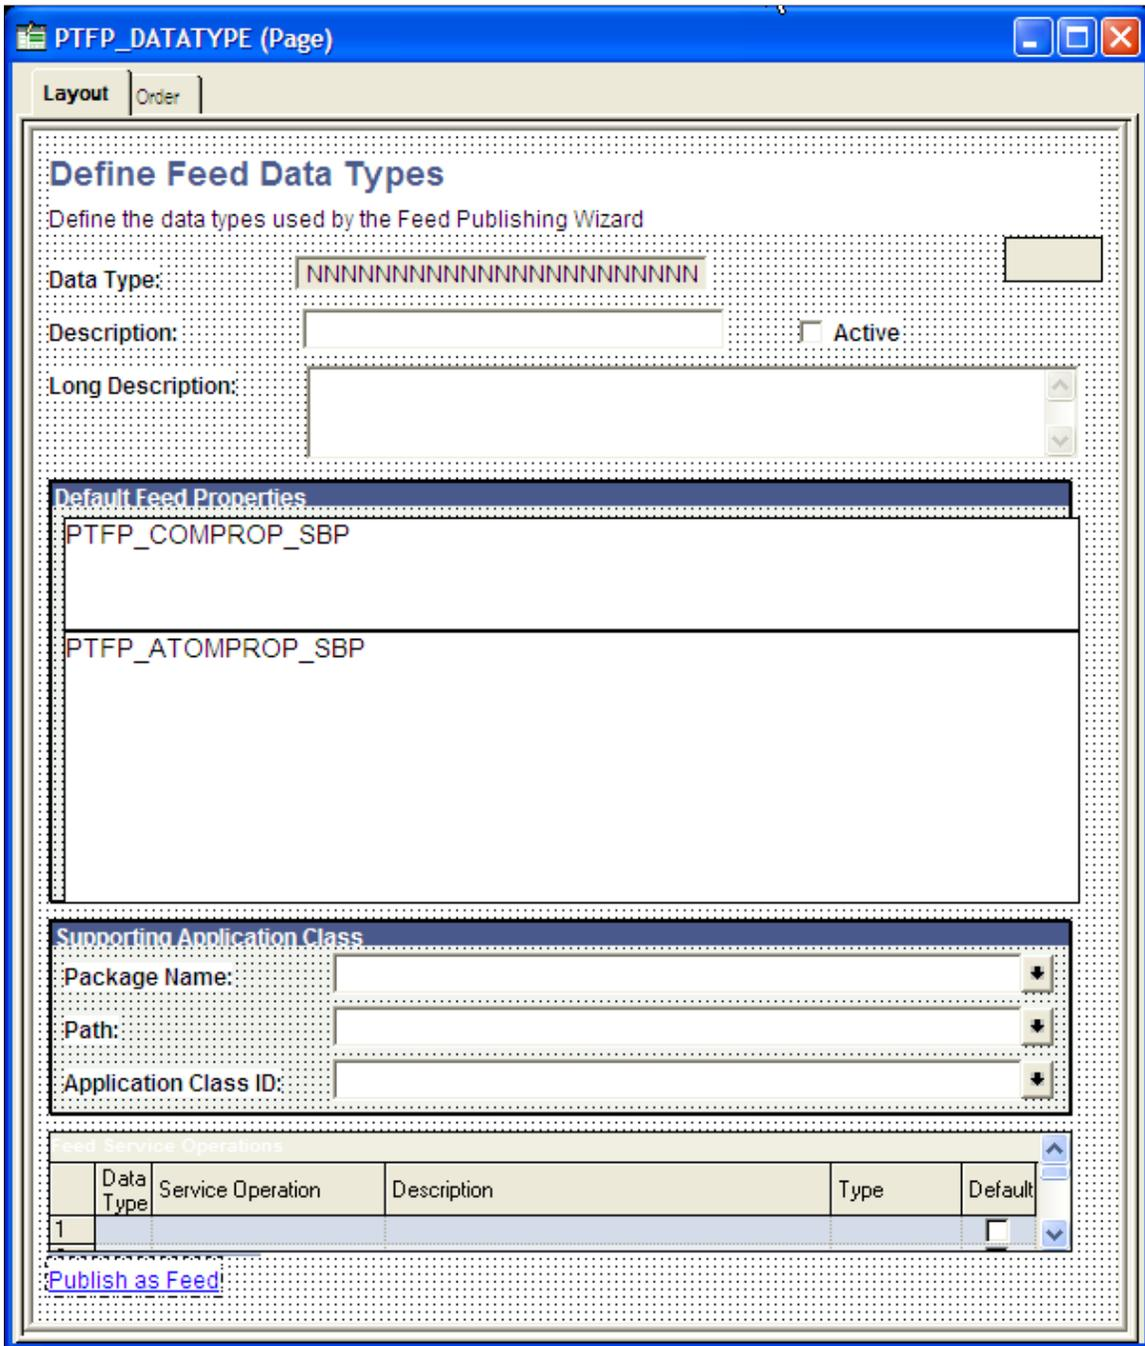 PTFP_DATATYPE (Page)
Layout Order
Define Feed Data Types
Define the data types used by the Feed Publishing Wizard
Data Type: NNNNNNNNNNNNNNNNNNNNNNN
Description: Active
Long Description:
Default Feed Properties
PTFP_COMPROP_SBP
PTFP_ATOMPROP_SBP
Supporting Application Class
Package Name:
Path:
Application Class ID:
Feed Service Operations
Data Type Service Operation Description Type Default
1
Publish as Feed